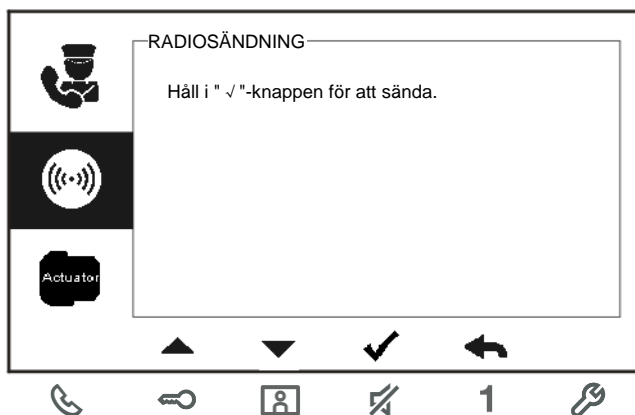 RADIOSÄNDNING
Håll i " √ "-knappen för att sända.
Actuator
1